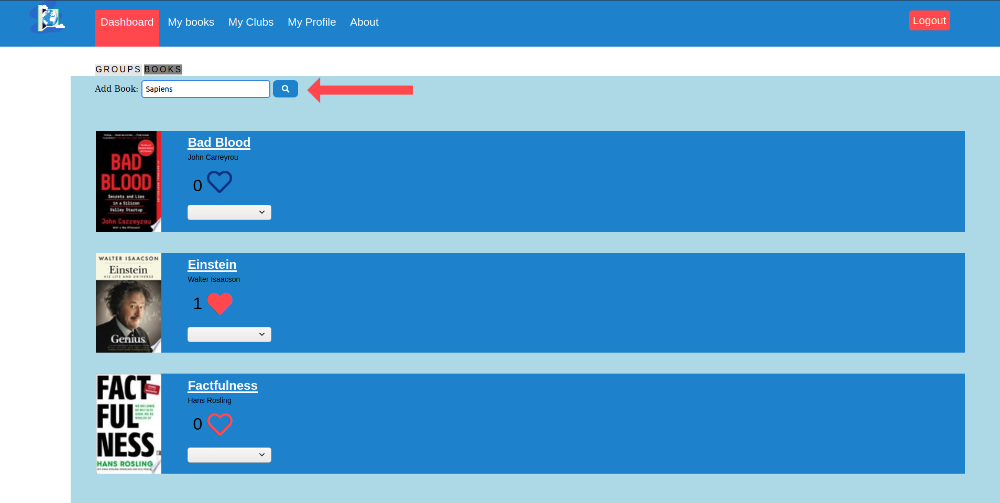 Dashboard My books My Clubs My Profile About Logout
GROUPS BOOKS
Add Book: Sapiens
BAD
BLOOD
Secrets and Lies
in a Silicon
Valley Startup
John Carreyrou
Bad Blood
John Carreyrou
0
WALTER ISAACSON
Einstein
HIS LIFE AND UNIVERSE
Genius
Einstein
Walter Isaacson
1
FACT
FUL
NESS
HANS ROSLING
Factfulness
Hans Rosling
0